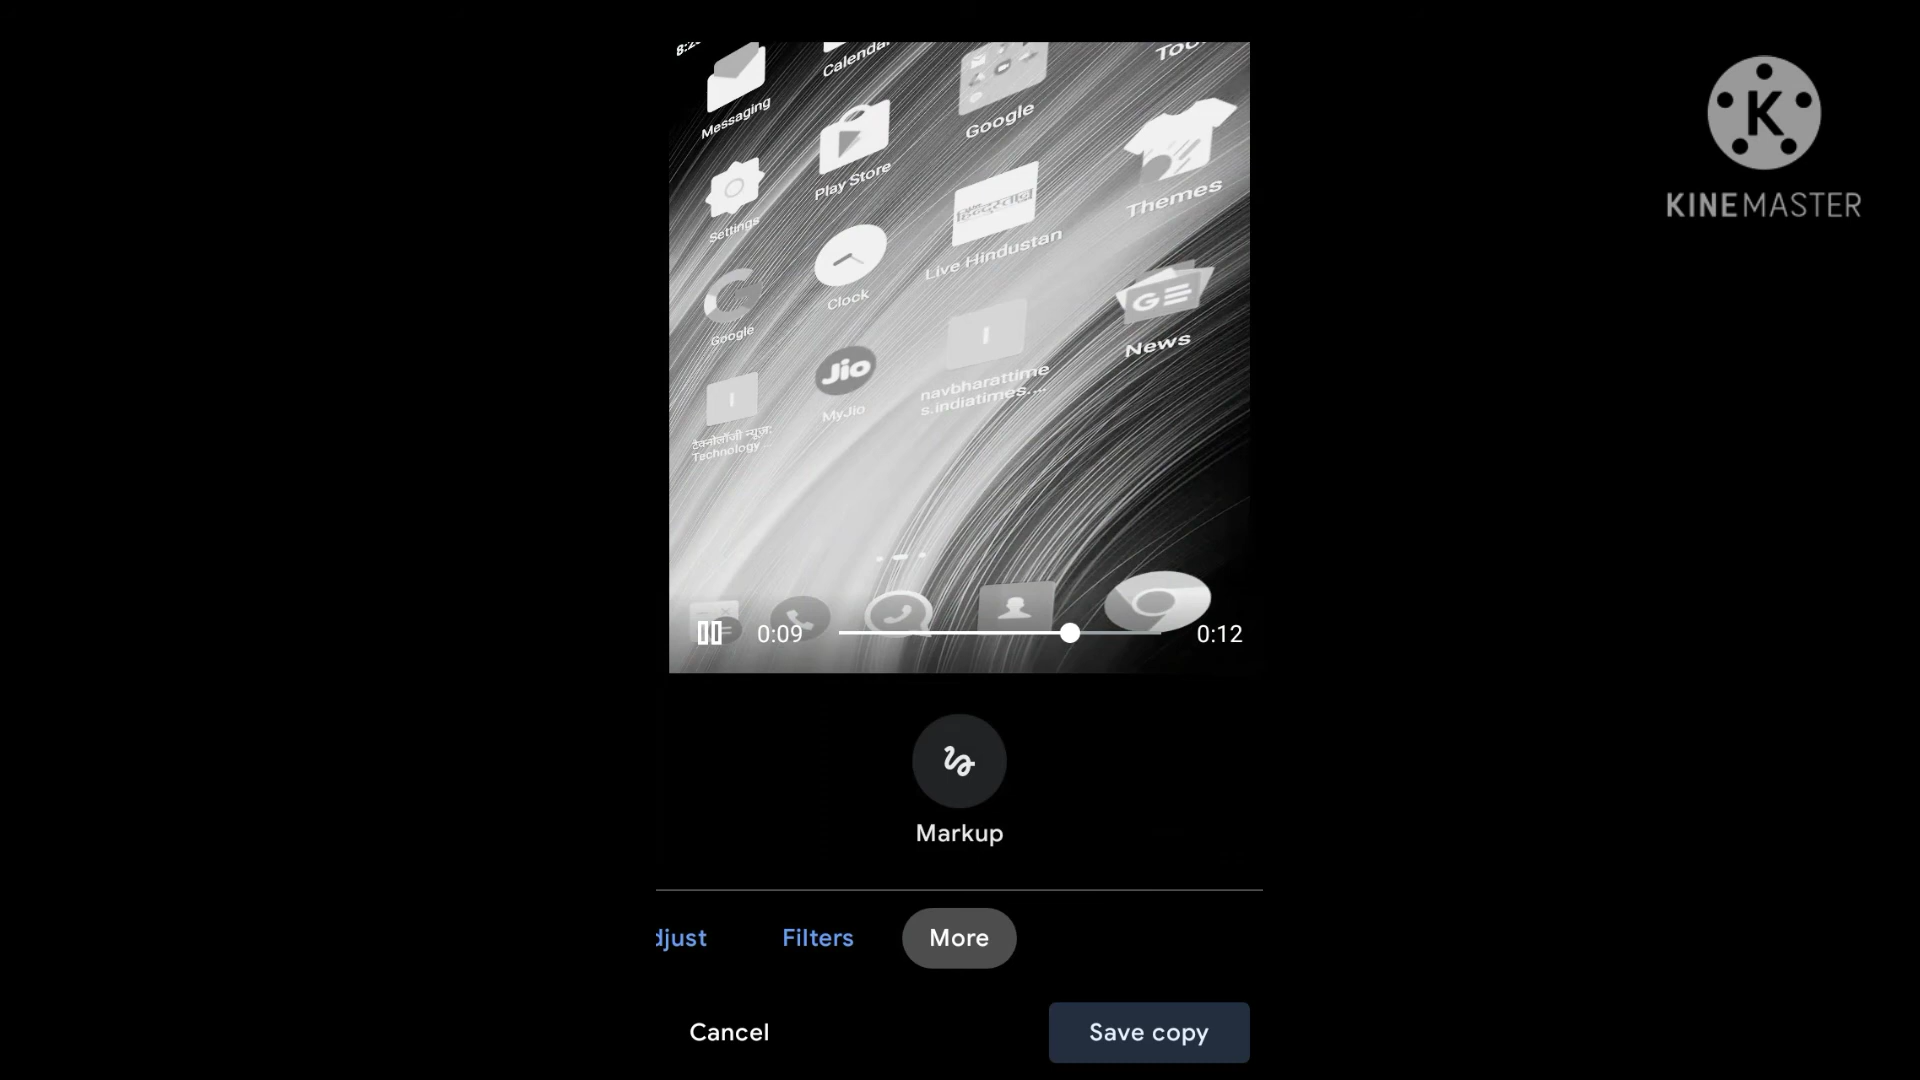 Calenda
Messaging
Google
Play Store
Themes
Settings
हिन्दुस्तान
Live Hindustan
Clock
Google
G
News
Jio
MyJio
navbharattime
s.indiatimes....
टेक्नोलॉजी न्यूज़:
Technology ...
0:09
0:12
Markup
djust
Filters
More
Cancel
Save copy
K
KINEMASTER